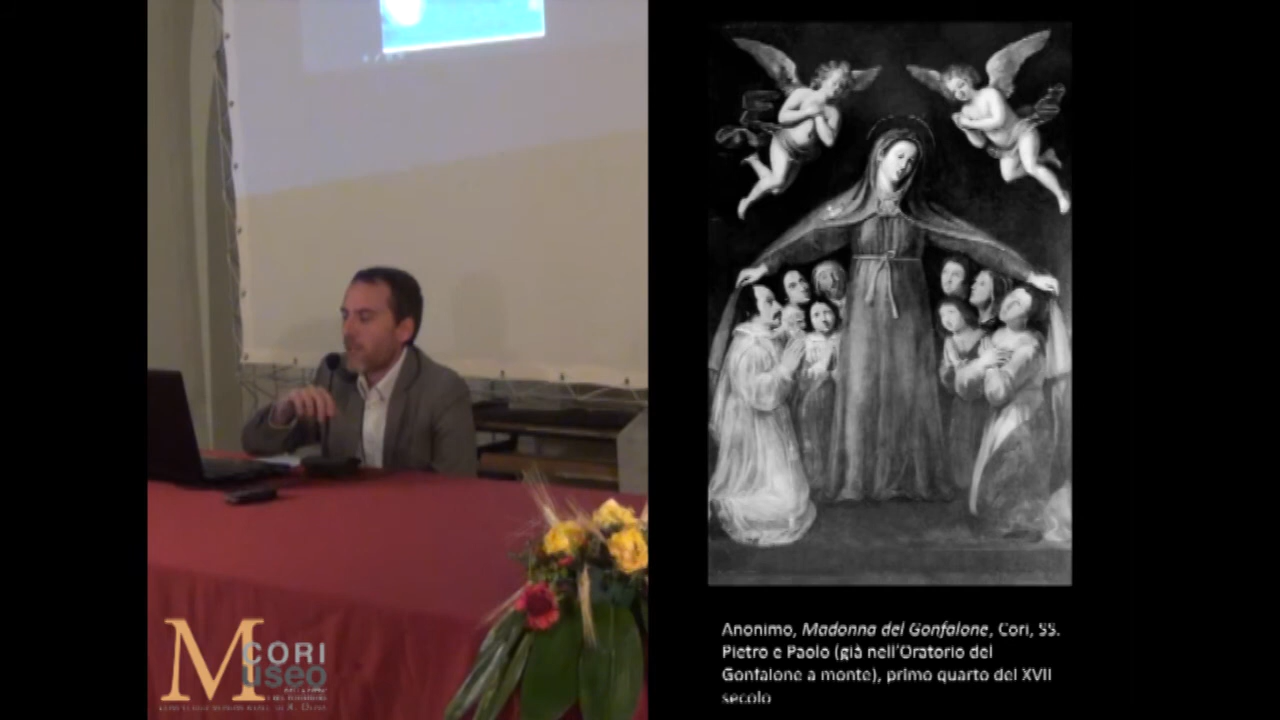 M
CORI
useo
Anonimo, Madonna del Gonfalone, Cori, SS.
Pietro e Paolo (già nell'Oratorio del
Gonfalone a monte), primo quarto del XVII
secolo